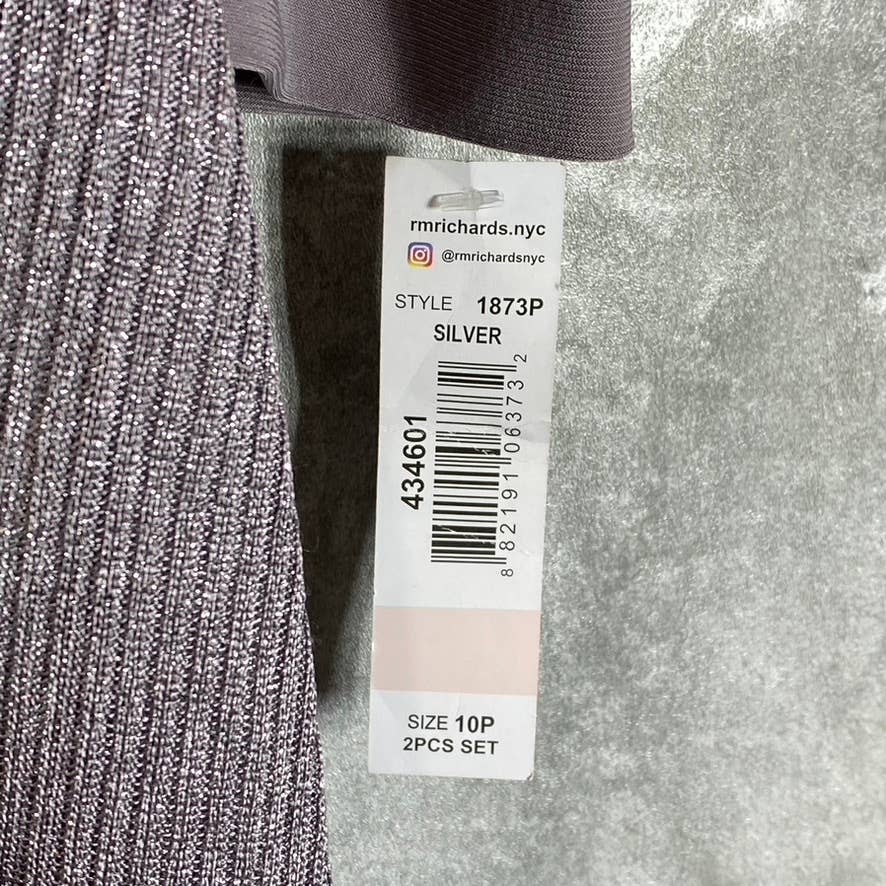 rmrichards.nyc
@rmrichardsnyc
STYLE 1873P
SILVER
434601
8 82191 06373 2
SIZE 10P
2PCS SET